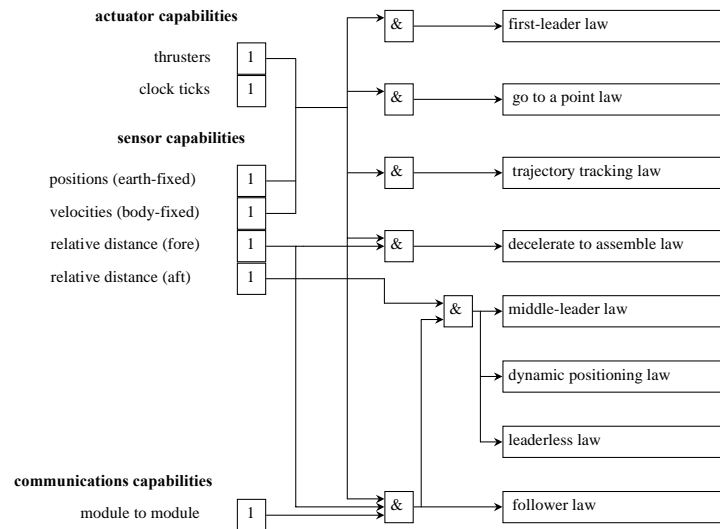 actuator capabilities
& first-leader law
thrusters 1
clock ticks 1
& go to a point law
sensor capabilities
positions (earth-fixed) 1
& trajectory tracking law
velocities (body-fixed) 1
relative distance (fore) 1
& decelerate to assemble law
relative distance (aft) 1
& middle-leader law
dynamic positioning law
leaderless law
communications capabilities
module to module 1
& follower law